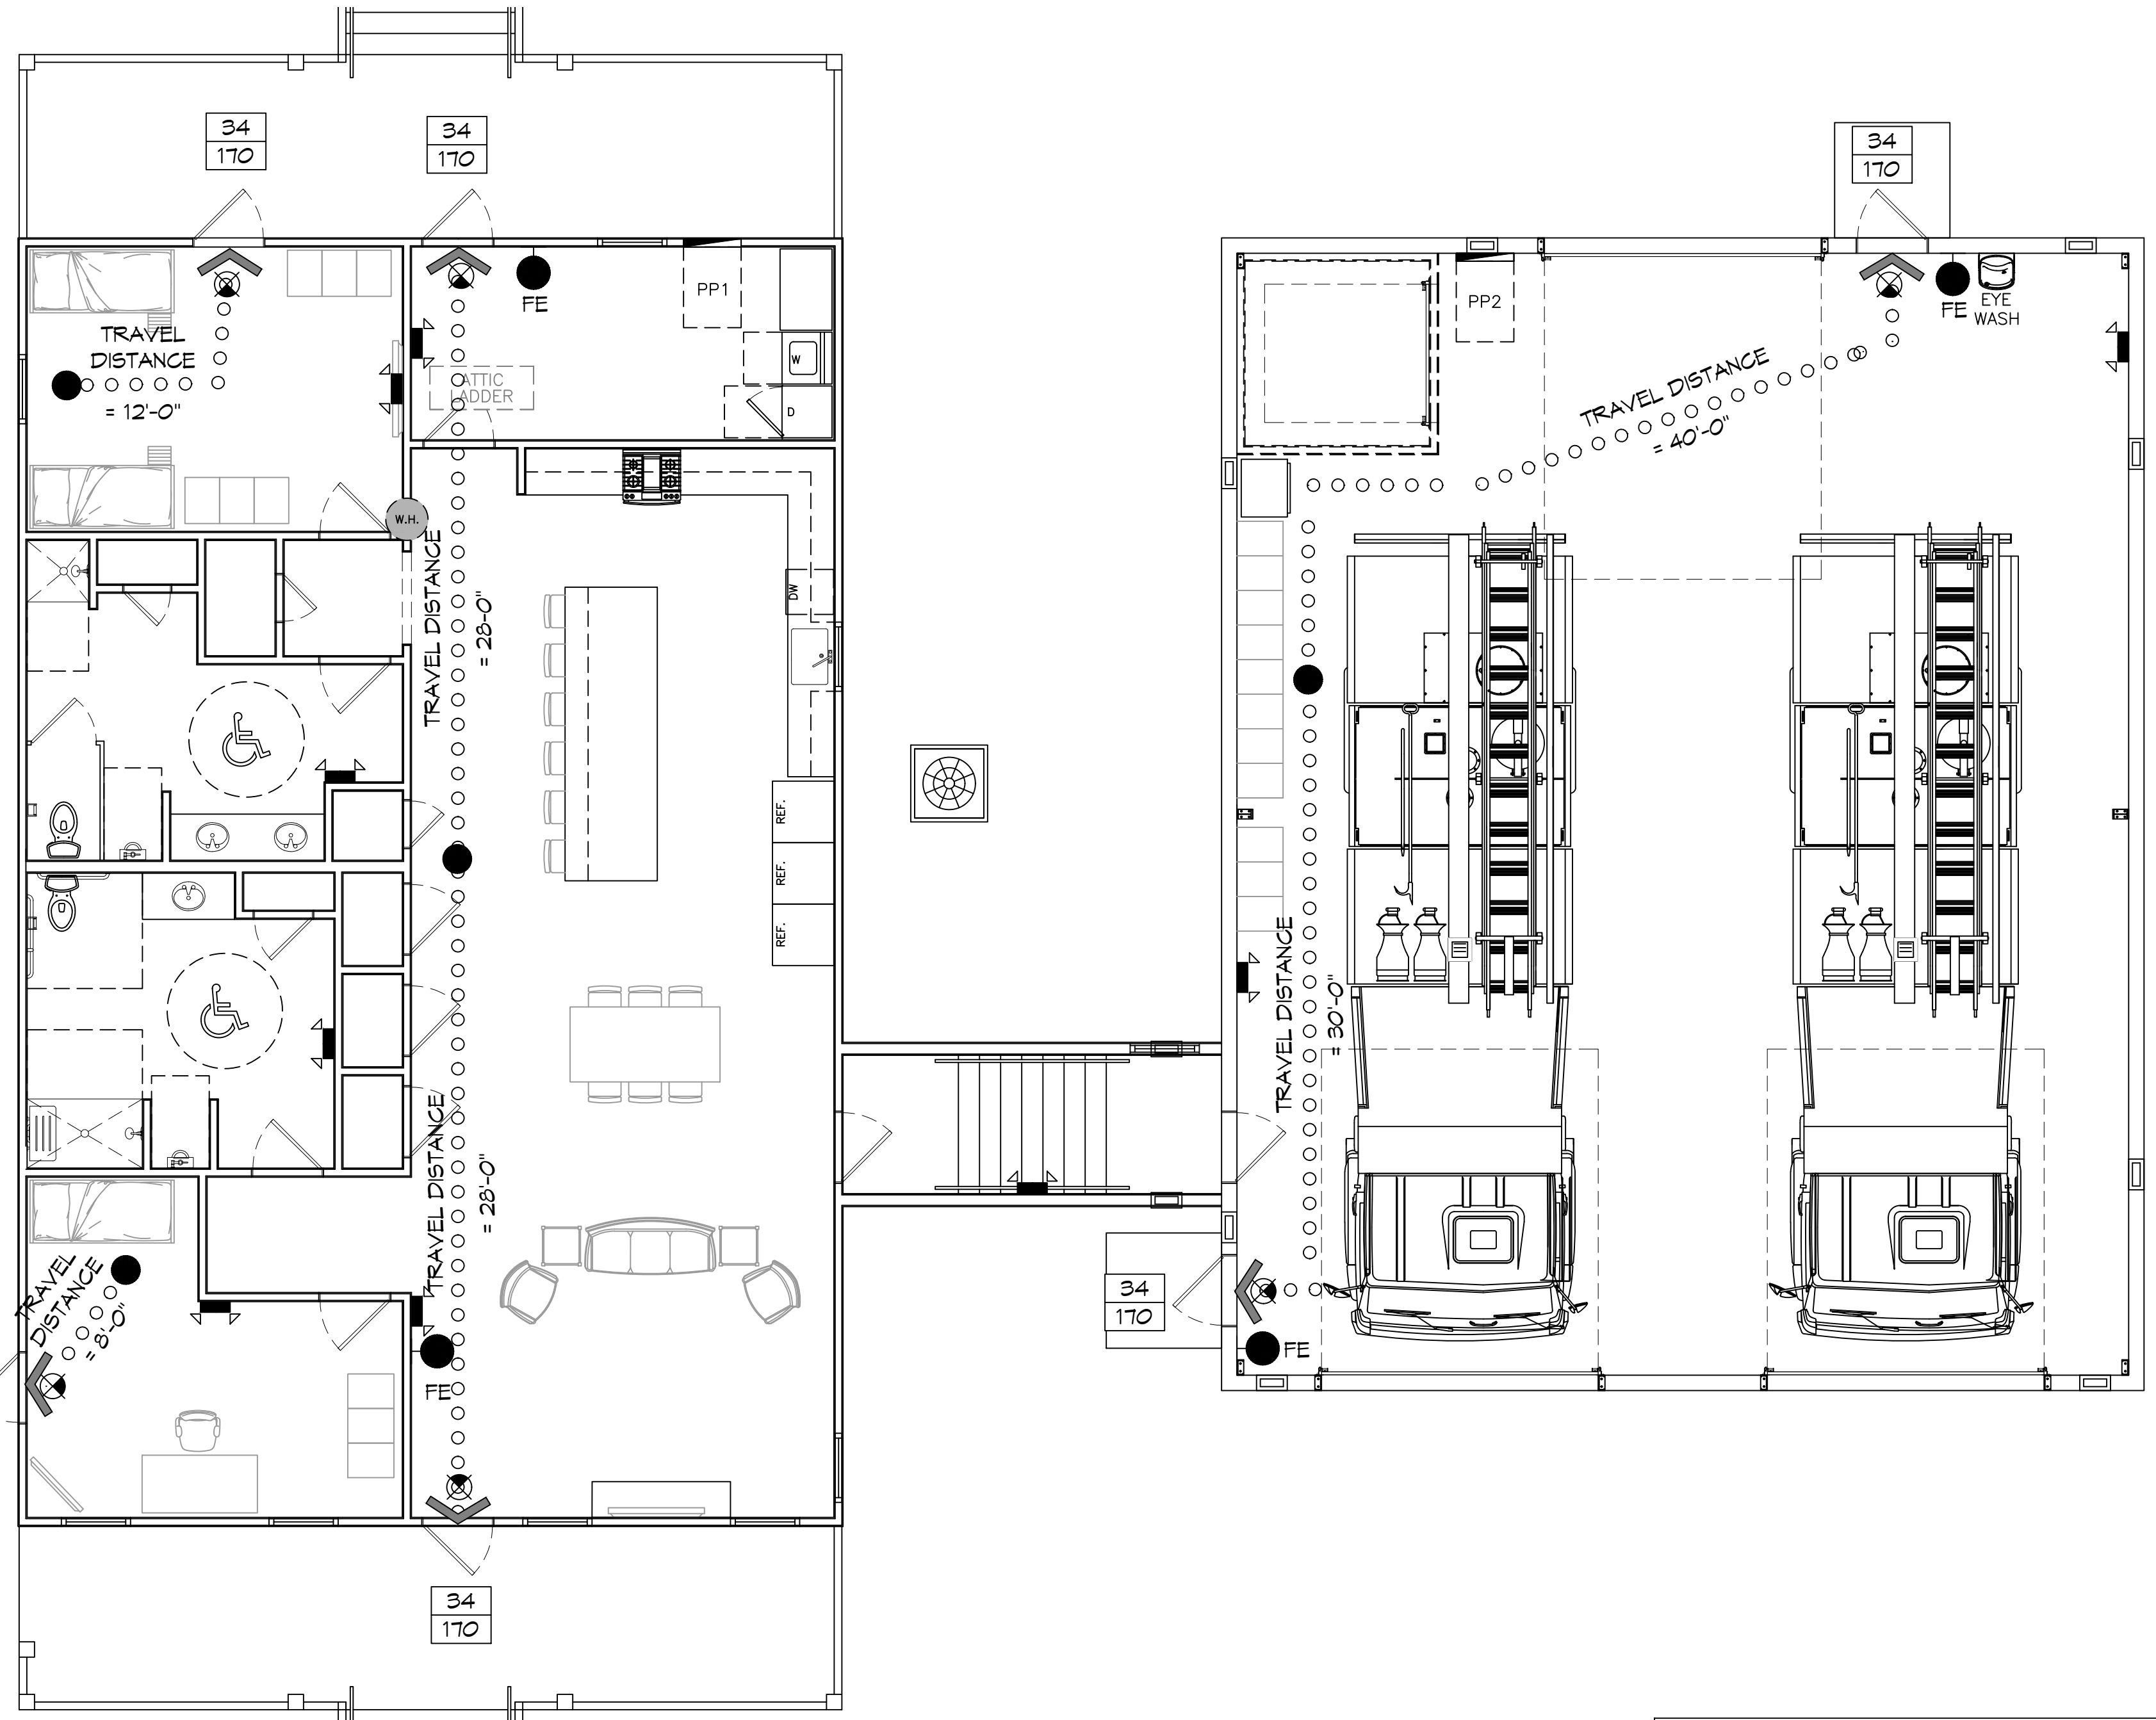 34
170
34
170
34
170
TRAVEL
DISTANCE
= 12'-0"
FE
PP1
ATTIC
LADDER
W
D
PP2
FE
EYE
WASH
TRAVEL DISTANCE
= 40'-0"
W.H.
TRAVEL DISTANCE
= 28'-0"
DW
REF.
REF.
REF.
TRAVEL DISTANCE
= 30'-0"
TRAVEL DISTANCE
= 28'-0"
TRAVEL
DISTANCE
= 8'-0"
FE
34
170
FE
34
170